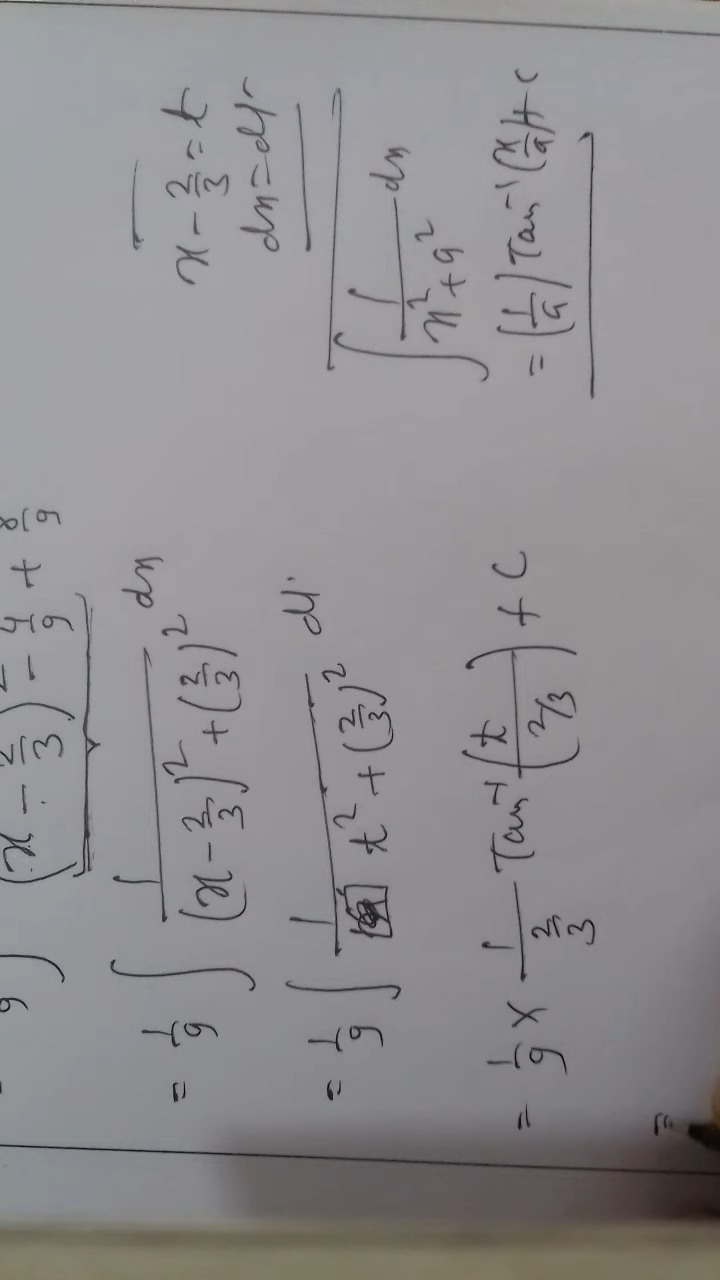 (x - 2/3)² - 4/9 + 8/9
= 1/9 ∫ 1/((x - 2/3)² + (2/3)²) dx
x - 2/3 = t
dx = dt
= 1/9 ∫ 1/(t² + (2/3)²) dt
∫ 1/(x² + a²) dx
= (1/a) Tan⁻¹(x/a) + C
= 1/9 × 1/(2/3) Tan⁻¹(t/(2/3)) + C
=